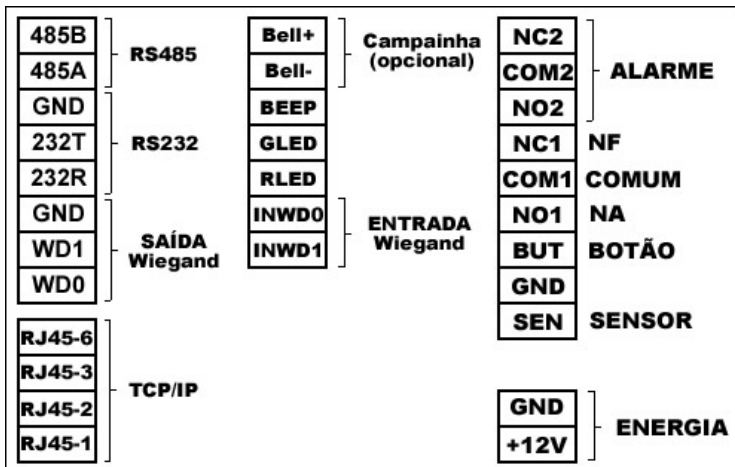 485B
485A
RS485
GND
232T
232R
RS232
GND
WD1
WD0
SAÍDA
Wiegand
RJ45-6
RJ45-3
RJ45-2
RJ45-1
TCP/IP
Bell+
Bell-
Campainha
(opcional)
BEEP
GLED
RLED
INWD0
INWD1
ENTRADA
Wiegand
NC2
COM2
NO2
ALARME
NC1 NF
COM1 COMUM
NO1 NA
BUT BOTÃO
GND
SEN SENSOR
GND
+12V
ENERGIA